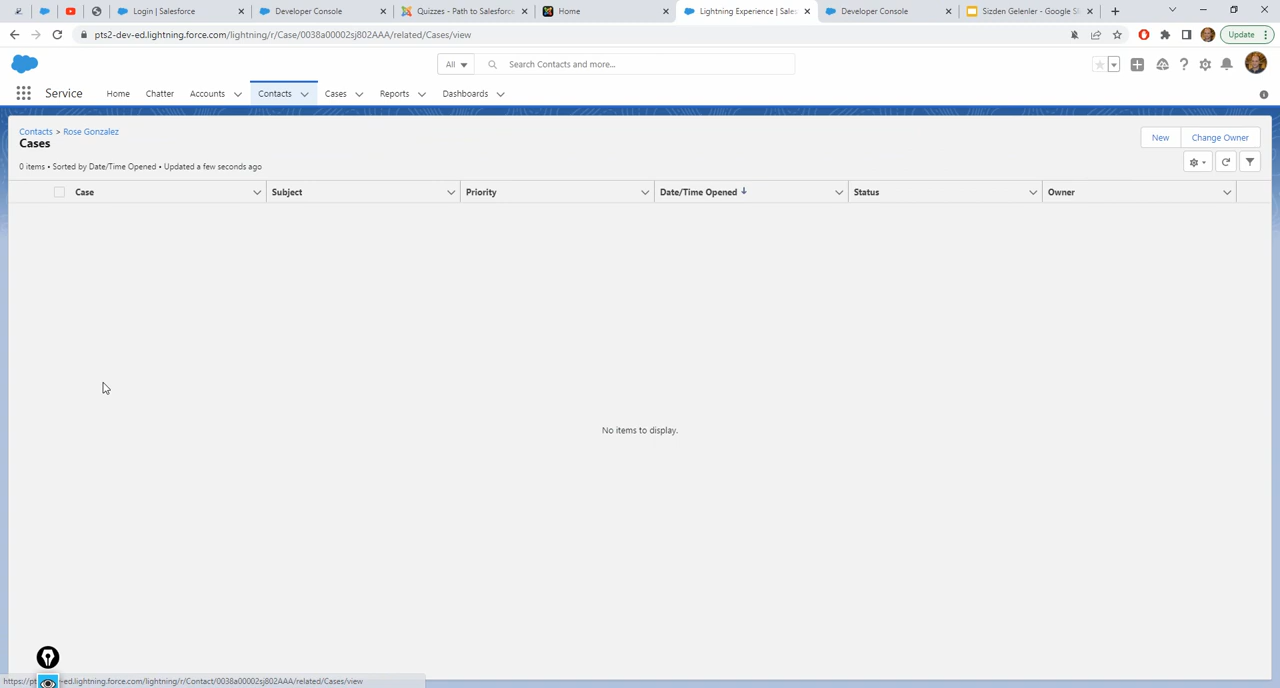 Login | Salesforce
Developer Console
Quizzes - Path to Salesforce
Home
Lightning Experience | Sales
Developer Console
Sizden Gelenler - Google Sl
pts2-dev-ed.lightning.force.com/lightning/r/Case/0038a00002sj802AAA/related/Cases/view
Update
All
Search Contacts and more...
Service
Home
Chatter
Accounts
Contacts
Cases
Reports
Dashboards
Contacts > Rose Gonzalez
Cases
New
Change Owner
0 items • Sorted by Date/Time Opened • Updated a few seconds ago
Case
Subject
Priority
Date/Time Opened
Status
Owner
No items to display.
https://pts -ed.lightning.force.com/lightning/r/Contact/0038a00002sj802AAA/related/Cases/view